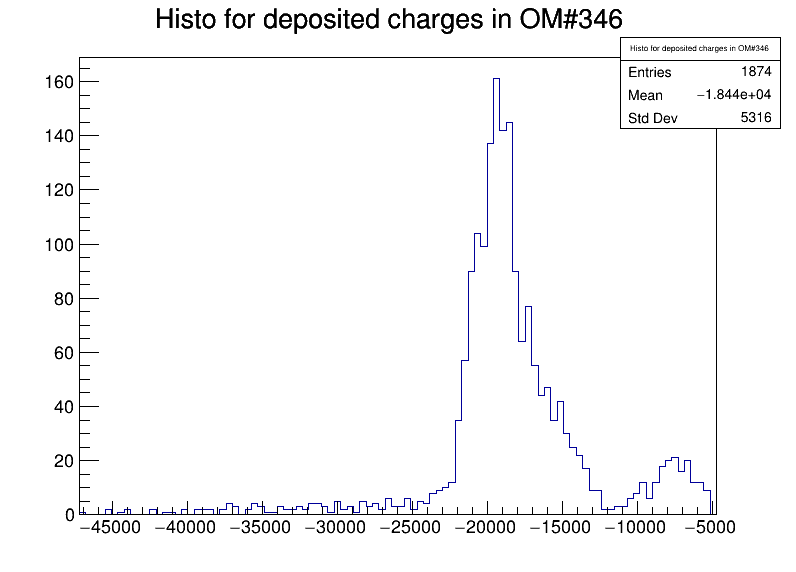 Histo for deposited charges in OM#346
Histo for deposited charges in OM#346
Entries 1874
Mean −1.844e+04
Std Dev 5316
160
140
120
100
80
60
40
20
0
−45000 −40000 −35000 −30000 −25000 −20000 −15000 −10000 −5000